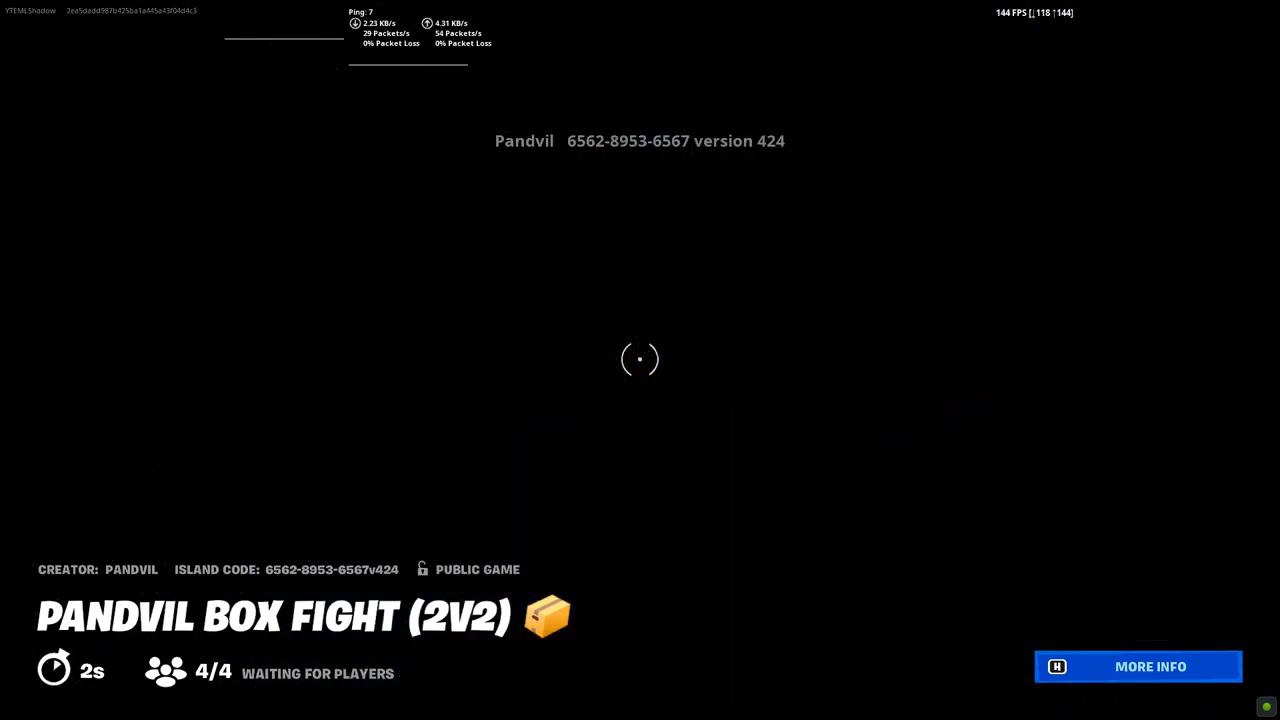 YTEMLShadow 2ea5dadd987b425ba1a445a43f04d4c3
Ping: 7
2.23 KB/s 4.31 KB/s
29 Packets/s 54 Packets/s
0% Packet Loss 0% Packet Loss
144 FPS [↓118 ↑144]
Pandvil 6562-8953-6567 version 424
CREATOR: PANDVIL ISLAND CODE: 6562-8953-6567v424 PUBLIC GAME
PANDVIL BOX FIGHT (2V2)
2s 4/4 WAITING FOR PLAYERS
H MORE INFO